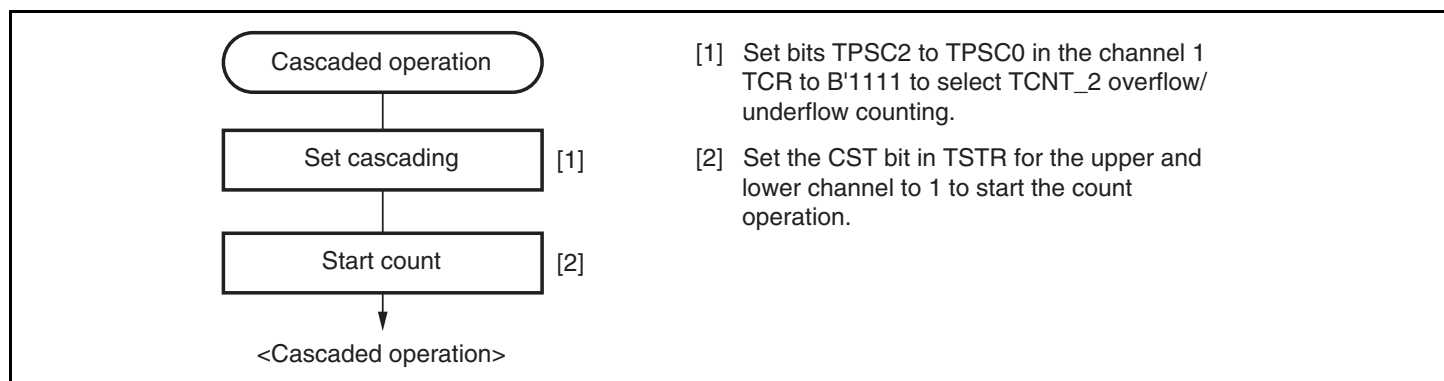 Cascaded operation
Set cascading
[1]
Start count
[2]
<Cascaded operation>
[1] Set bits TPSC2 to TPSC0 in the channel 1
TCR to B'1111 to select TCNT_2 overflow/
underflow counting.
[2] Set the CST bit in TSTR for the upper and
lower channel to 1 to start the count
operation.